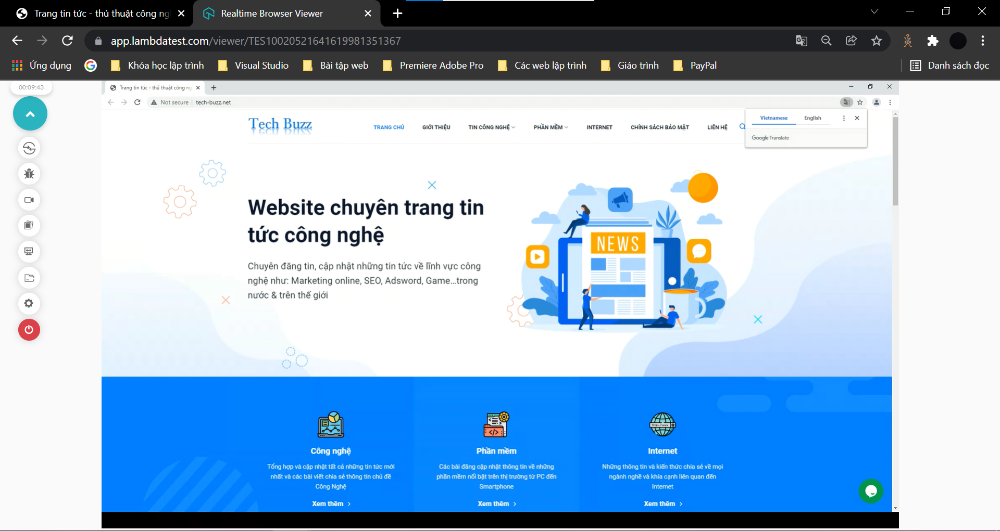 Trang tin tức - thủ thuật công ng
Realtime Browser Viewer
app.lambdatest.com/viewer/TES10020521641619981351367
Ứng dụng
Khóa học lập trình
Visual Studio
Bài tập web
Premiere Adobe Pro
Các web lập trình
Giáo trình
PayPal
Danh sách đọc
00:09:43
Trang tin tức - thủ thuật công ng
Not secure
tech-buzz.net
Vietnamese
English
Google Translate
Tech Buzz
TRANG CHỦ
GIỚI THIỆU
TIN CÔNG NGHỆ
PHẦN MỀM
INTERNET
CHÍNH SÁCH BẢO MẬT
LIÊN HỆ
Website chuyên trang tin
tức công nghệ
Chuyên đăng tin, cập nhật những tin tức về lĩnh vực công
nghệ như: Marketing online, SEO, Adsword, Game...trong
nước & trên thế giới
NEWS
Công nghệ
Tổng hợp và cập nhật tất cả những tin tức mới
nhất và các bài viết chia sẻ thông tin chủ đề
Công Nghệ
Xem thêm
Phần mềm
Các bài đăng cập nhật thông tin về những
phần mềm nổi bật trên thị trường từ PC đến
Smartphone
Xem thêm
https://www
Internet
Những thông tin và kiến thức chia sẻ về mọi
ngành nghề và khía cạnh liên quan đến
Internet
Xem thêm